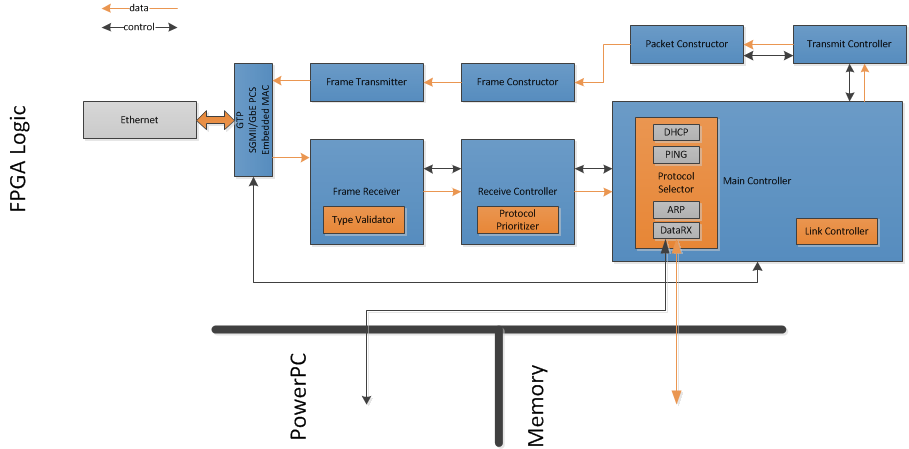 data
control
Packet Constructor
Transmit Controller
Frame Transmitter
Frame Constructor
Ethernet
GTP
SGMII/GbE PCS
Embedded MAC
FPGA Logic
DHCP
PING
Protocol
Selector
Main Controller
ARP
DataRX
Link Controller
Frame Receiver
Type Validator
Receive Controller
Protocol
Prioritizer
PowerPC
Memory